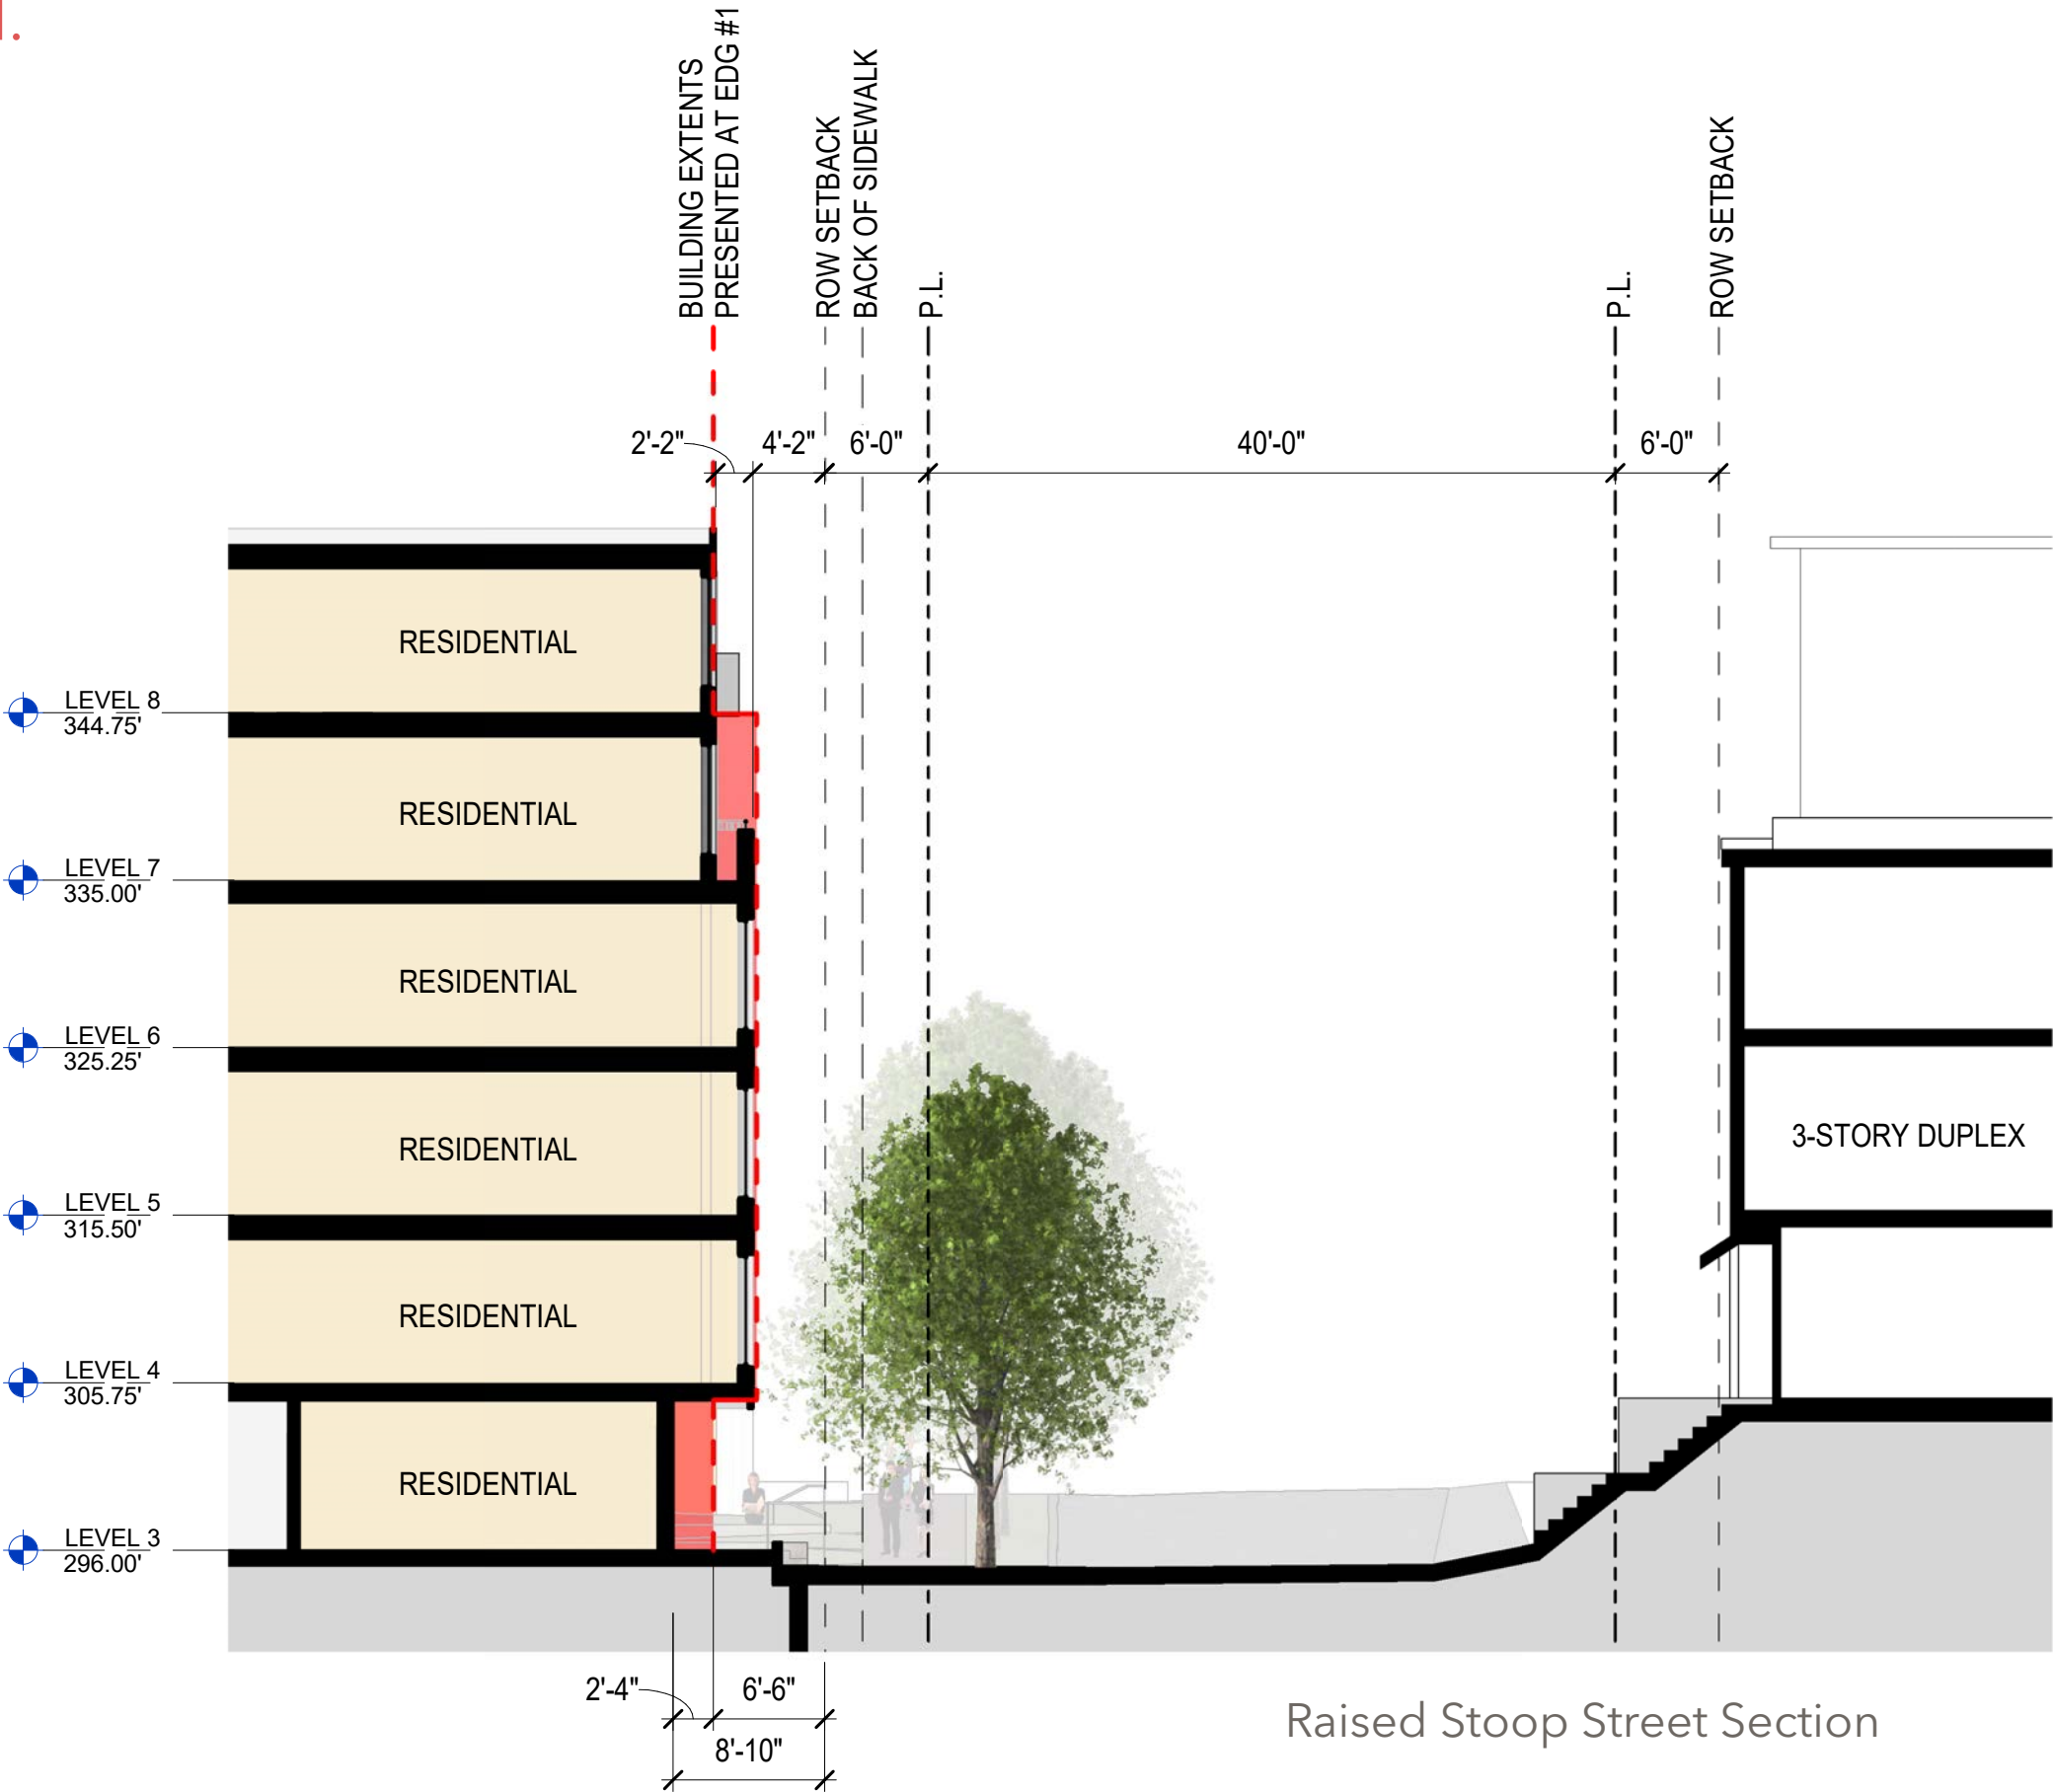 BUILDING EXTENTS
PRESENTED AT EDG #1
ROW SETBACK
BACK OF SIDEWALK
P.L.
P.L.
ROW SETBACK
2'-2"
4'-2"
6'-0"
40'-0"
6'-0"
RESIDENTIAL
LEVEL 8
344.75'
RESIDENTIAL
LEVEL 7
335.00'
RESIDENTIAL
LEVEL 6
325.25'
RESIDENTIAL
3-STORY DUPLEX
LEVEL 5
315.50'
RESIDENTIAL
LEVEL 4
305.75'
RESIDENTIAL
LEVEL 3
296.00'
2'-4"
6'-6"
8'-10"
Raised Stoop Street Section